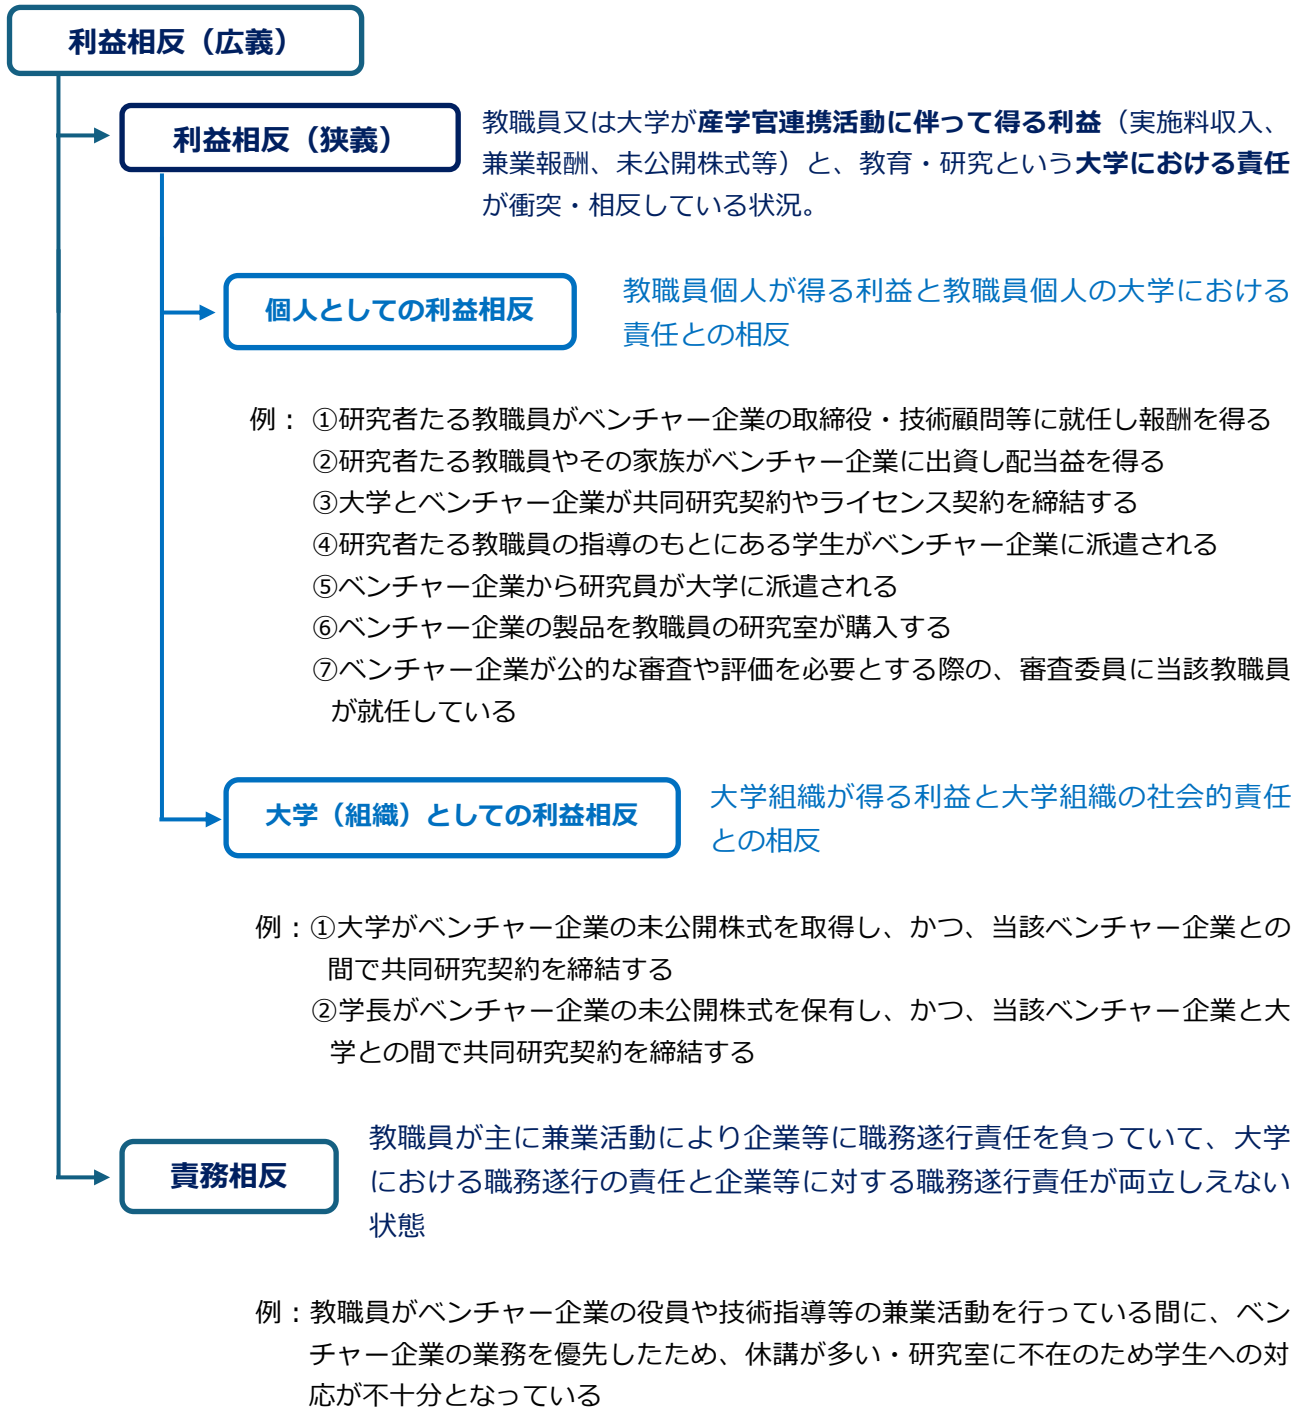 利益相反（広義）
利益相反（狭義）
教職員又は大学が産学官連携活動に伴って得る利益（実施料収入、
兼業報酬、未公開株式等）と、教育・研究という大学における責任
が衝突・相反している状況。
個人としての利益相反
教職員個人が得る利益と教職員個人の大学における
責任との相反
例： ①研究者たる教職員がベンチャー企業の取締役・技術顧問等に就任し報酬を得る
②研究者たる教職員やその家族がベンチャー企業に出資し配当益を得る
③大学とベンチャー企業が共同研究契約やライセンス契約を締結する
④研究者たる教職員の指導のもとにある学生がベンチャー企業に派遣される
⑤ベンチャー企業から研究員が大学に派遣される
⑥ベンチャー企業の製品を教職員の研究室が購入する
⑦ベンチャー企業が公的な審査や評価を必要とする際の、審査委員に当該教職員
が就任している
大学（組織）としての利益相反
大学組織が得る利益と大学組織の社会的責任
との相反
例：①大学がベンチャー企業の未公開株式を取得し、かつ、当該ベンチャー企業との
間で共同研究契約を締結する
②学長がベンチャー企業の未公開株式を保有し、かつ、当該ベンチャー企業と大
学との間で共同研究契約を締結する
責務相反
教職員が主に兼業活動により企業等に職務遂行責任を負っていて、大学
における職務遂行の責任と企業等に対する職務遂行責任が両立しえない
状態
例：教職員がベンチャー企業の役員や技術指導等の兼業活動を行っている間に、ベン
チャー企業の業務を優先したため、休講が多い・研究室に不在のため学生への対
応が不十分となっている